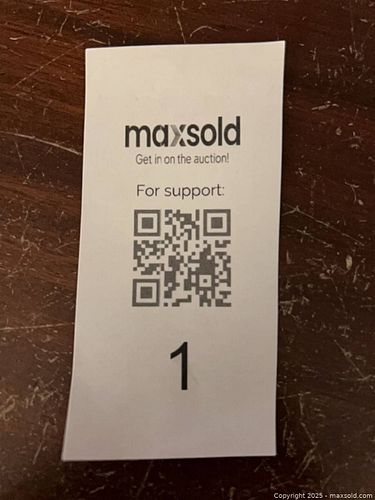 maxsold
Get in on the auction!
For support:
1
Copyright 2025 - maxsold.com